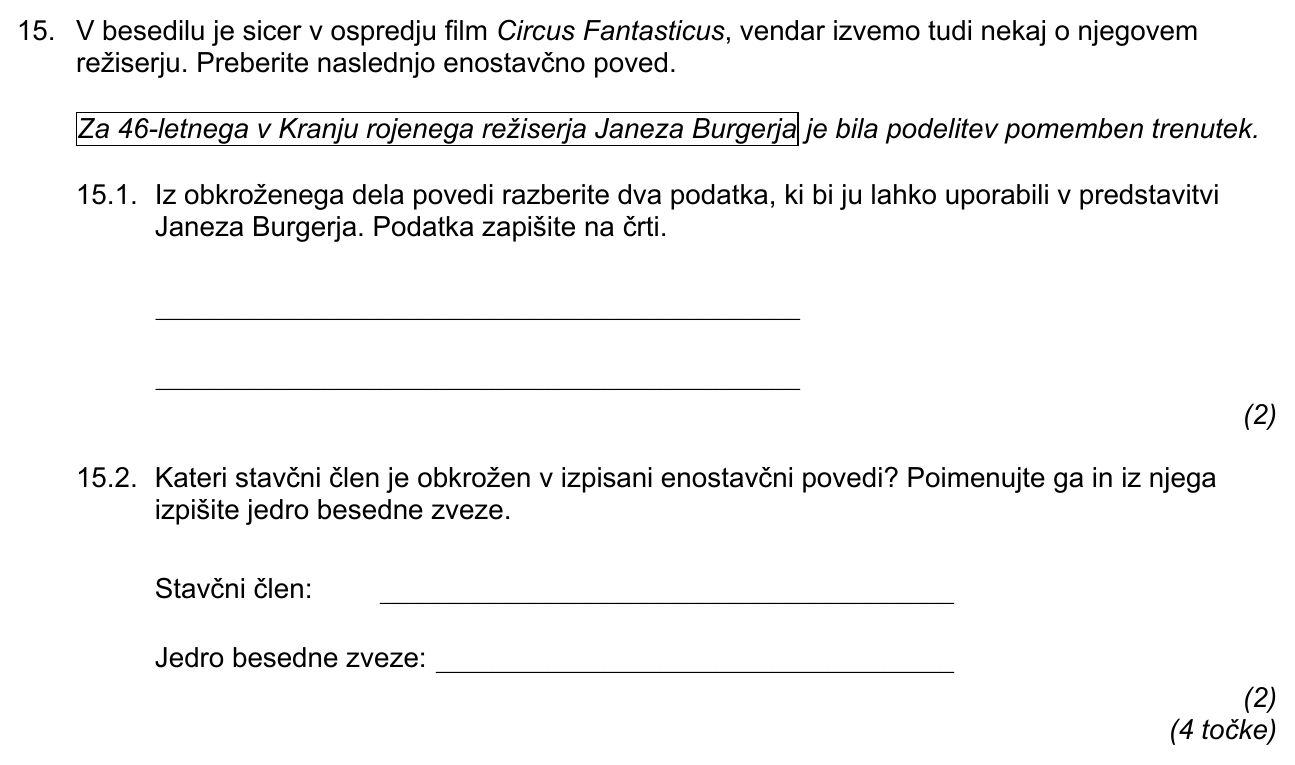 15. V besedilu je sicer v ospredju film Circus Fantasticus, vendar izvemo tudi nekaj o njegovem
režiserju. Preberite naslednjo enostavčno poved.
Za 46-letnega v Kranju rojenega režiserja Janeza Burgerja je bila podelitev pomemben trenutek.
15.1. Iz obkroženega dela povedi razberite dva podatka, ki bi ju lahko uporabili v predstavitvi
Janeza Burgerja. Podatka zapišite na črti.
(2)
15.2. Kateri stavčni člen je obkrožen v izpisani enostavčni povedi? Poimenujte ga in iz njega
izpišite jedro besedne zveze.
Stavčni člen:
Jedro besedne zveze:
(2)
(4 točke)